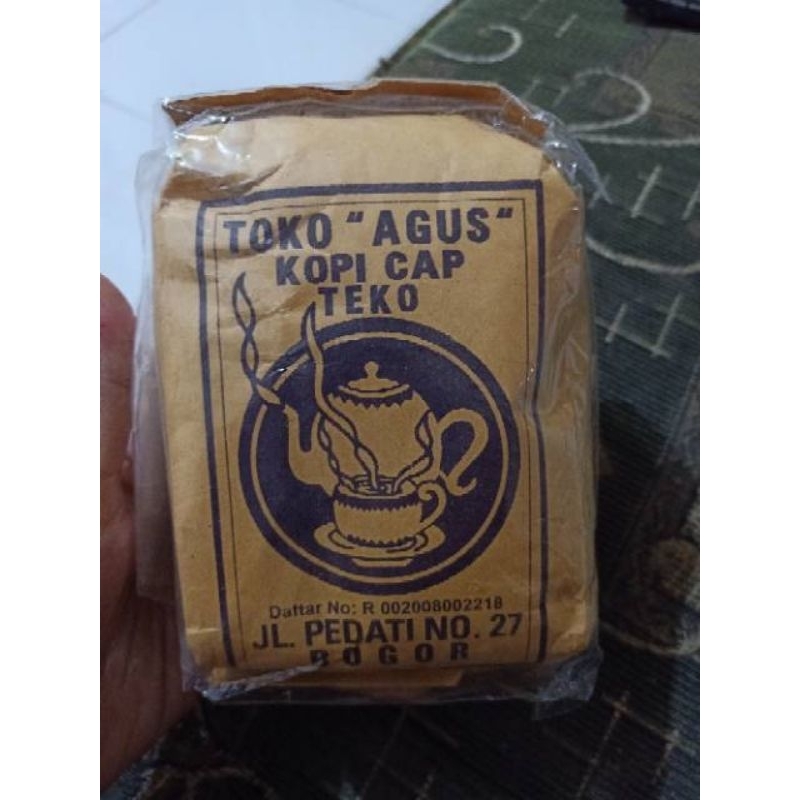 TOKO "AGUS"
KOPI CAP
TEKO
Daftar No: R 002008002218
JL. PEDATI NO. 27
BOGOR